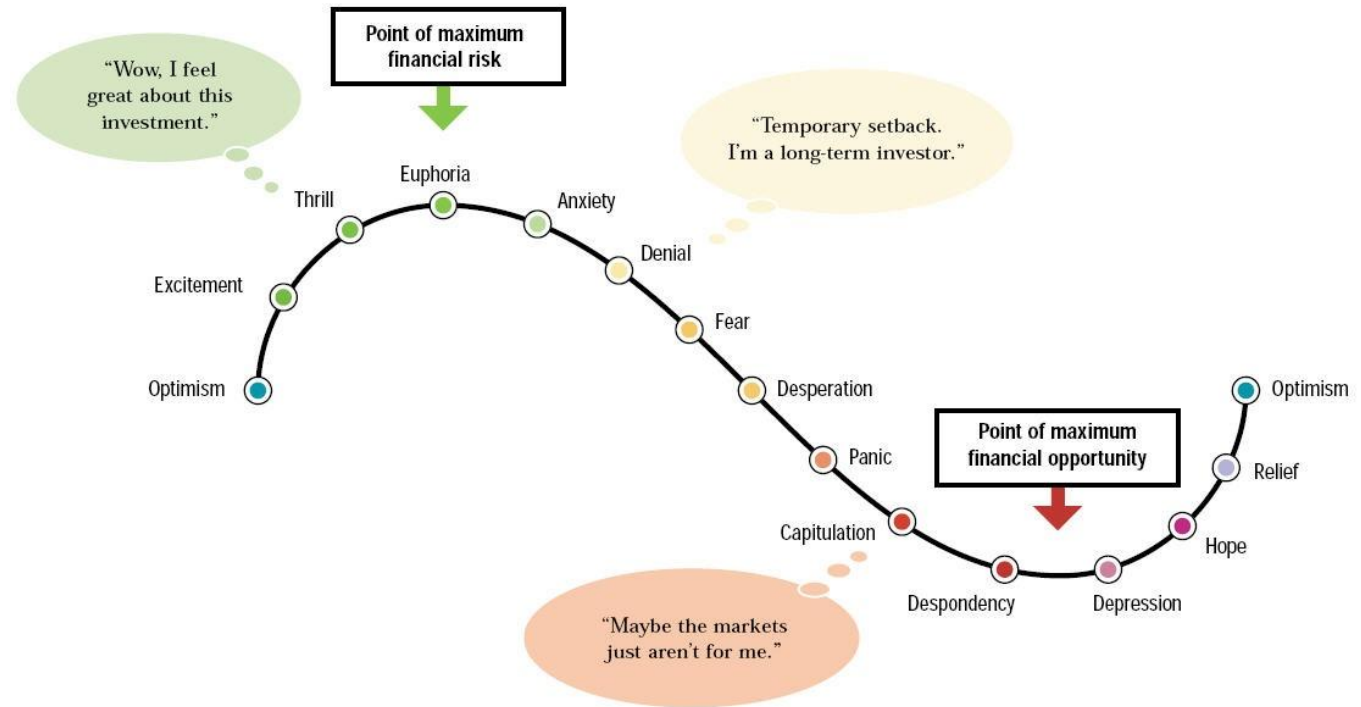 Point of maximum
financial risk
“Wow, I feel
great about this
investment.”
“Temporary setback.
I’m a long-term investor.”
Euphoria
Thrill
Anxiety
Denial
Excitement
Fear
Optimism
Desperation
Optimism
Point of maximum
financial opportunity
Panic
Relief
Capitulation
Hope
Despondency
Depression
“Maybe the markets
just aren’t for me.”